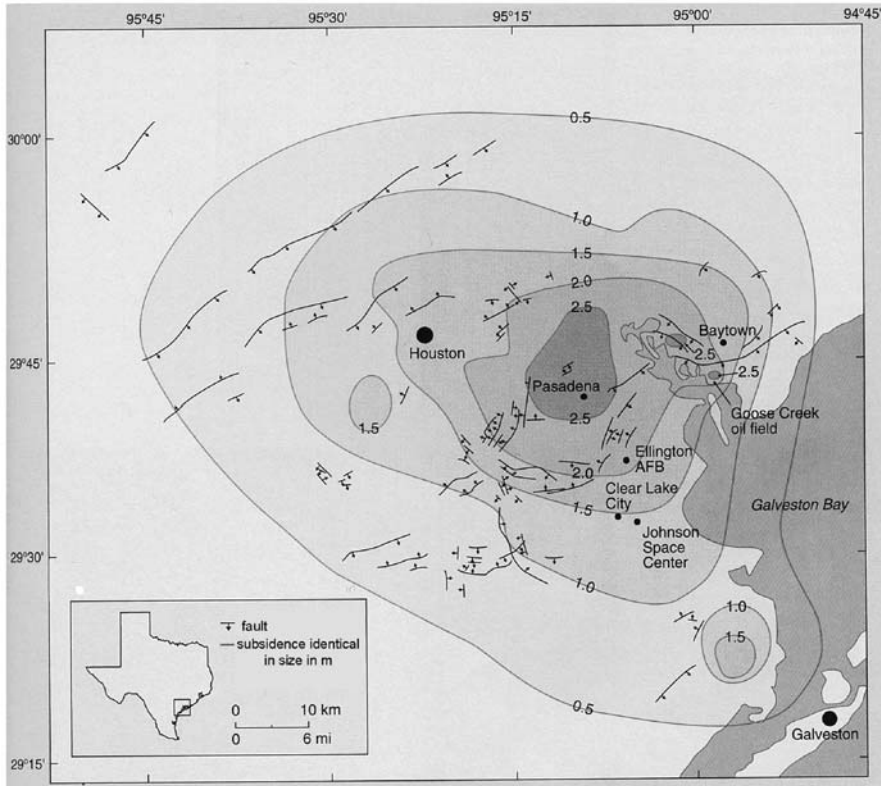 95°45'
95°30'
95°15'
95°00'
94°45'
30°00'
29°45'
29°30'
29°15'
0.5
1.0
1.5
2.0
2.5
Baytown
2.5
2.5
Houston
Pasadena
2.5
Goose Creek
oil field
1.5
Ellington
AFB
2.0
Clear Lake
City
1.5
Galveston Bay
Johnson
Space
Center
1.0
1.0
1.5
0.5
Galveston
fault
subsidence identical
in size in m
0 10 km
0 6 mi